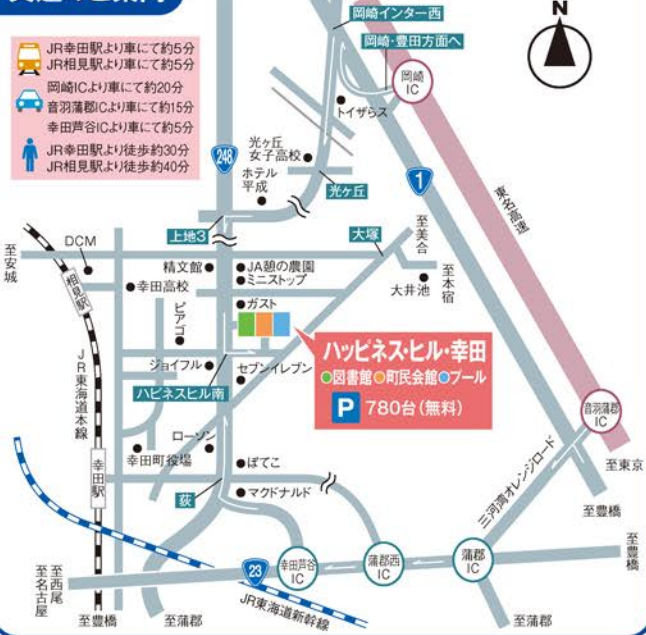 N
岡崎インター西
岡崎・豊田方面へ
JR幸田駅より車にて約5分
JR相見駅より車にて約5分
岡崎ICより車にて約20分
音羽蒲郡ICより車にて約15分
幸田芦谷ICより車にて約5分
JR幸田駅より徒歩約30分
JR相見駅より徒歩約40分
岡崎
IC
トイザらス
光ヶ丘
女子高校
248
ホテル
平成
光ヶ丘
1
東名高速
上地3
大塚
至美合
至安城
DCM
相見駅
精文館
JA憩の農園
ミニストップ
大井池
至本宿
幸田高校
ガスト
ピアゴ
ハッピネス・ヒル・幸田
図書館 町民会館 プール
P 780台(無料)
JR東海道本線
ジョイフル
セブンイレブン
ハピネスヒル南
音羽蒲郡
IC
ローソン
幸田町役場
ぽてこ
幸田駅
荻
マクドナルド
三河湾オレンジロード
至東京
至豊橋
至名古屋
至西尾
23
幸田芦谷
IC
蒲郡西
IC
蒲郡
IC
至豊橋
JR東海道新幹線
至豊橋
至蒲郡
至蒲郡